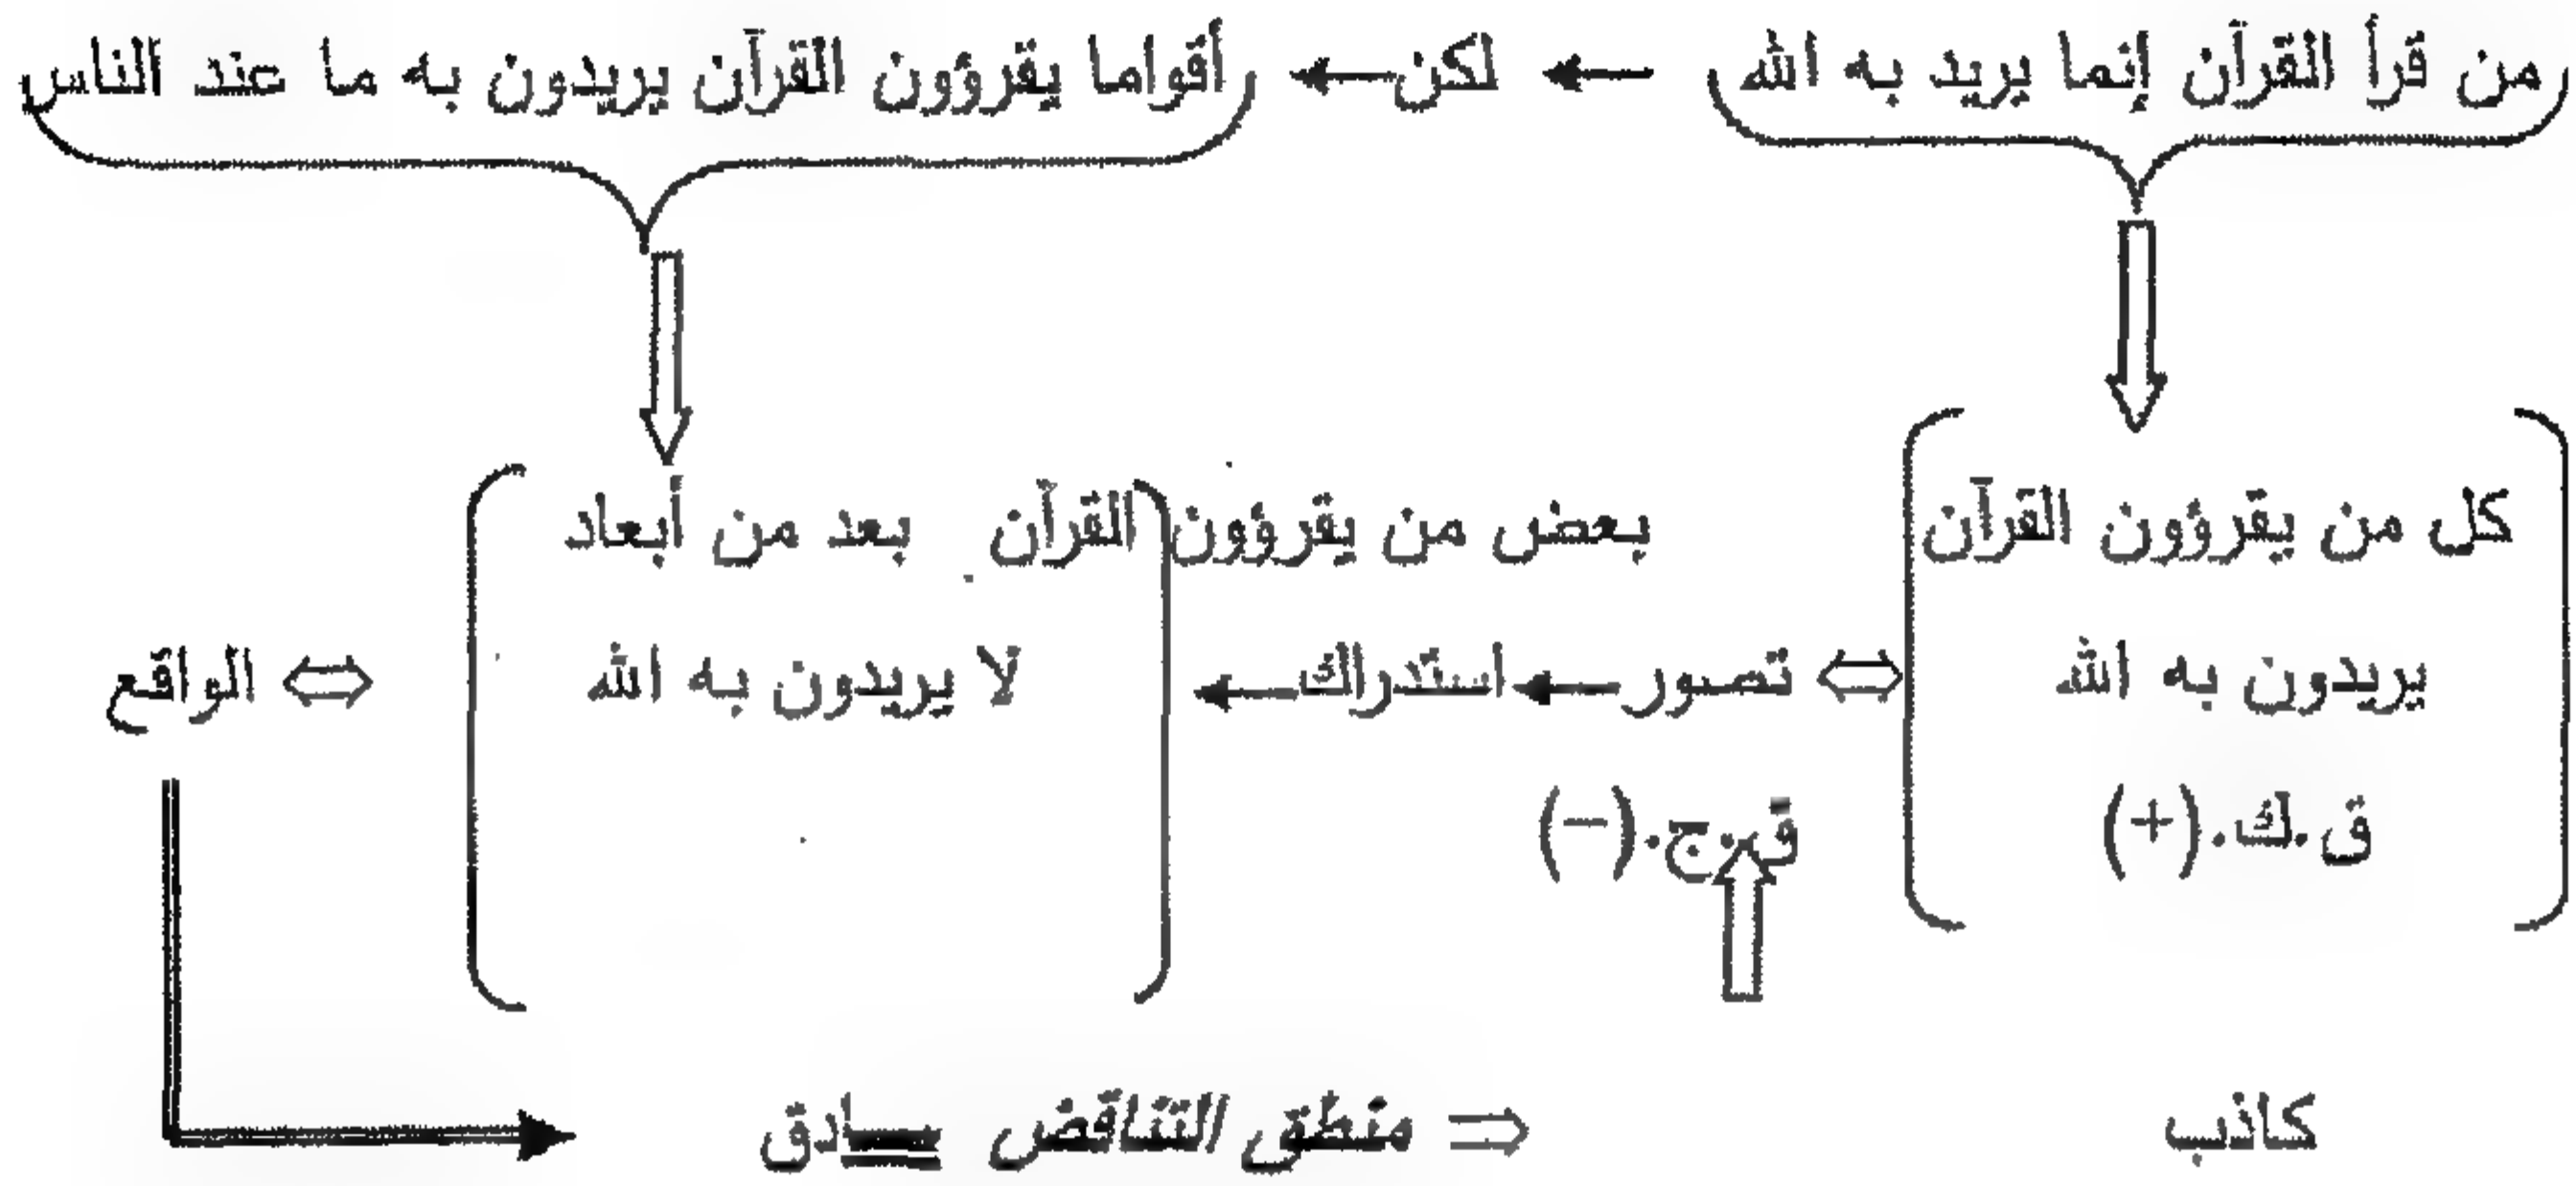 من قرأ القرآن إنما يريد به الله ← لكن ← أقواما يقرؤون القرآن يريدون به ما عند الناس
كل من يقرؤون القرآن بعض من يقرؤون القرآن بعد من أبعاد
يريدون به الله ⇔ تصور ← استدراك ← لا يريدون به الله ⇔ الواقع
ق.ك.(+) ق.ج.(−)
كاذب ⇒ منطق التناقض